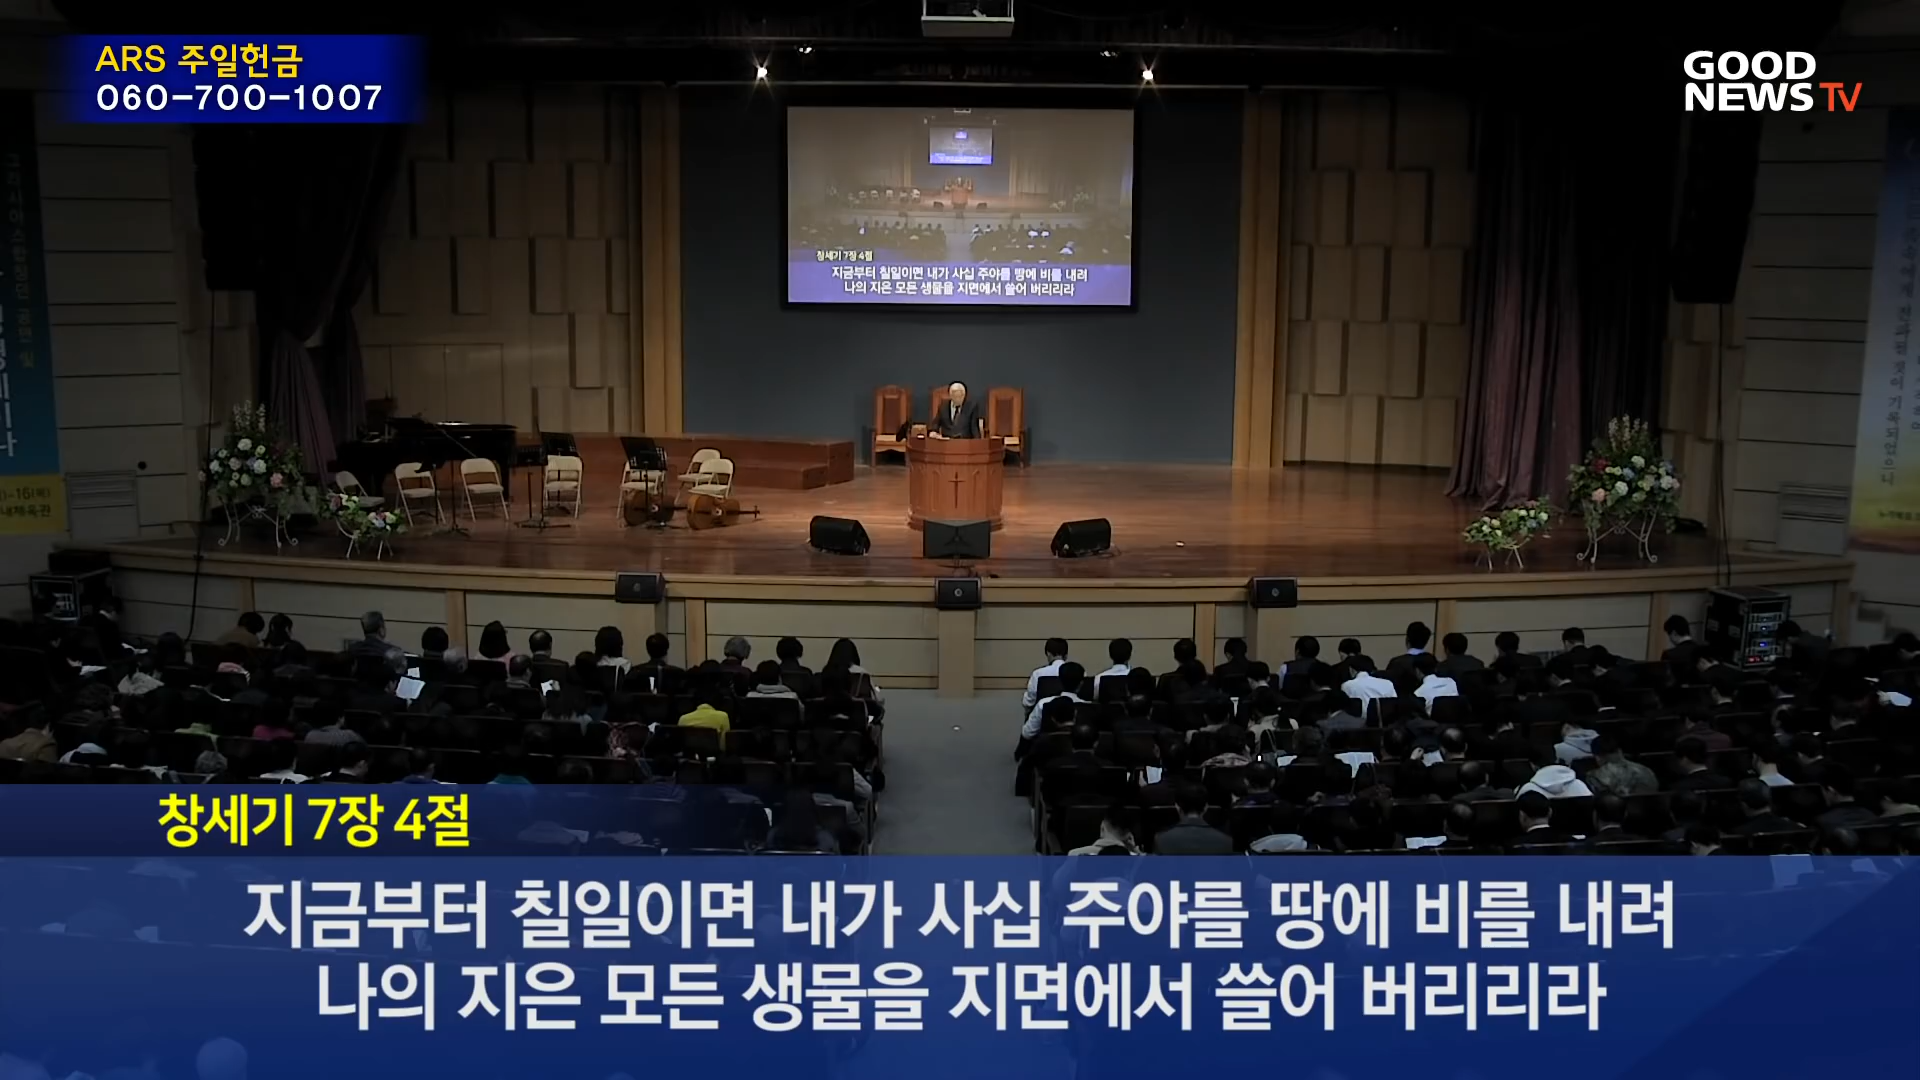 ARS 주일헌금
060-700-1007
GOOD
NEWS TV
창세기 7장 4절
지금부터 칠일이면 내가 사십 주야를 땅에 비를 내려
나의 지은 모든 생물을 지면에서 쓸어 버리리라
창세기 7장 4절
지금부터 칠일이면 내가 사십 주야를 땅에 비를 내려
나의 지은 모든 생물을 지면에서 쓸어 버리리라